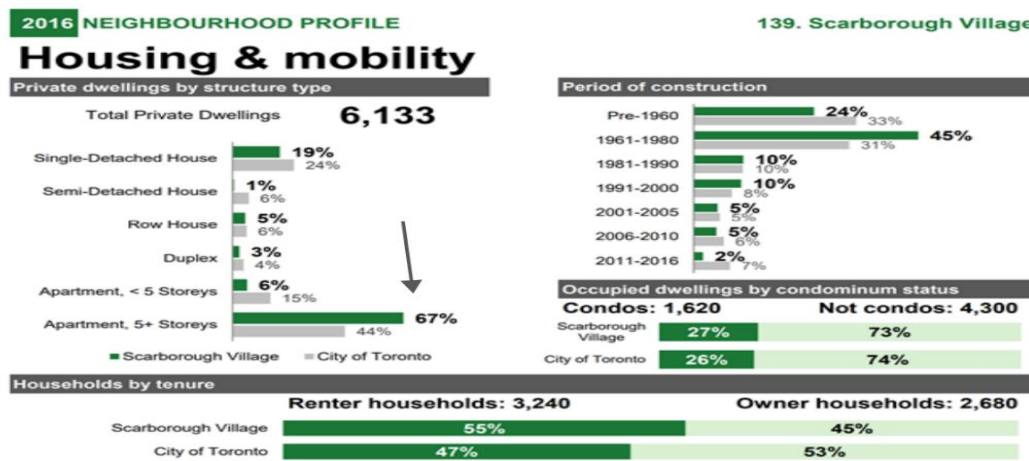 2016 NEIGHBOURHOOD PROFILE
139. Scarborough Village
Housing & mobility
Private dwellings by structure type
Total Private Dwellings 6,133
Single-Detached House 19% 24%
Semi-Detached House 1% 6%
Row House 5% 6%
Duplex 3% 4%
Apartment, < 5 Storeys 6% 15%
Apartment, 5+ Storeys 67% 44%
Scarborough Village City of Toronto
Period of construction
Pre-1960 24% 33%
1961-1980 45% 31%
1981-1990 10% 10%
1991-2000 10% 8%
2001-2005 5% 5%
2006-2010 5% 6%
2011-2016 2% 7%
Occupied dwellings by condominum status
Condos: 1,620 Not condos: 4,300
Scarborough
Village 27% 73%
City of Toronto 26% 74%
Households by tenure
Renter households: 3,240 Owner households: 2,680
Scarborough Village 55% 45%
City of Toronto 47% 53%